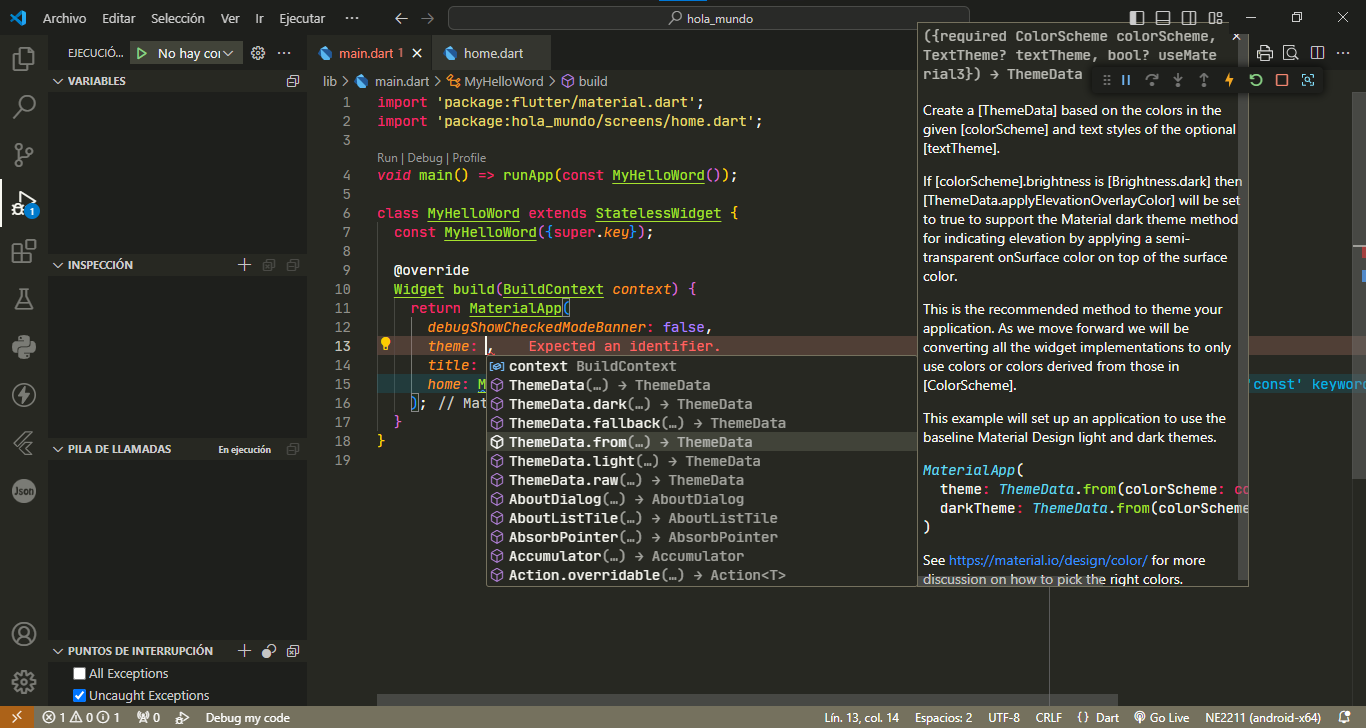 Archivo Editar Selección Ver Ir Ejecutar ··· hola_mundo
EJECUCIÓ... No hay coı
VARIABLES
INSPECCIÓN
PILA DE LLAMADAS En ejecución
PUNTOS DE INTERRUPCIÓN
All Exceptions
Uncaught Exceptions
1
Json
main.dart 1 home.dart
lib > main.dart > MyHelloWord > build
1 import 'package:flutter/material.dart';
2 import 'package:hola_mundo/screens/home.dart';
3
Run | Debug | Profile
4 void main() => runApp(const MyHelloWord());
5
6 class MyHelloWord extends StatelessWidget {
7 const MyHelloWord({super.key});
8
9 @override
10 Widget build(BuildContext context) {
11 return MaterialApp(
12 debugShowCheckedModeBanner: false,
13 theme: , Expected an identifier.
14 title:
15 home: M 'const' keywor
16 ); // Mat
17 }
18 }
19
context BuildContext
ThemeData(…) → ThemeData
ThemeData.dark(…) → ThemeData
ThemeData.fallback(…) → ThemeData
ThemeData.from(…) → ThemeData
ThemeData.light(…) → ThemeData
ThemeData.raw(…) → ThemeData
AboutDialog(…) → AboutDialog
AboutListTile(…) → AboutListTile
AbsorbPointer(…) → AbsorbPointer
Accumulator(…) → Accumulator
Action.overridable(…) → Action<T>
({required ColorScheme colorScheme,
TextTheme? textTheme, bool? useMate
rial3}) → ThemeData
Create a [ThemeData] based on the colors in the
given [colorScheme] and text styles of the optional
[textTheme].
If [colorScheme].brightness is [Brightness.dark] then
[ThemeData.applyElevationOverlayColor] will be set
to true to support the Material dark theme method
for indicating elevation by applying a semi-
transparent onSurface color on top of the surface
color.
This is the recommended method to theme your
application. As we move forward we will be
converting all the widget implementations to only
use colors or colors derived from those in
[ColorScheme].
This example will set up an application to use the
baseline Material Design light and dark themes.
MaterialApp(
theme: ThemeData.from(colorScheme: co
darkTheme: ThemeData.from(colorScheme
)
See https://material.io/design/color/ for more
discussion on how to pick the right colors.
1 0 1 0 Debug my code Lín. 13, col. 14 Espacios: 2 UTF-8 CRLF {} Dart Go Live NE2211 (android-x64)